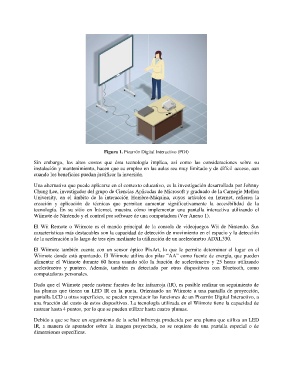 Figura 1. Pizarrón Digital Interactivo (PDI)
Sin embargo, los altos costos que ésta tecnología implica, así como las consideraciones sobre su
instalación y mantenimiento, hacen que su empleo en las aulas sea muy limitado y de difícil acceso, aun
cuando los beneficios puedan justificar la inversión.
Una alternativa que puede aplicarse en el contexto educativo, es la investigación desarrollada por Johnny
Chung Lee, investigador del grupo de Ciencias Aplicadas de Microsoft y graduado de la Carnegie Mellon
University, en el ámbito de la interacción Hombre-Máquina, cuyos artículos en Internet, refieren la
creación y aplicación de técnicas que permitan aumentar significativamente la accesibilidad de la
tecnología. En su sitio en Internet, muestra cómo implementar una pantalla interactiva utilizando el
Wiimote de Nintendo y el control por software de una computadora (Ver Anexo 1).
El Wii Remote o Wiimote es el mando principal de la consola de videojuegos Wii de Nintendo. Sus
características más destacables son la capacidad de detección de movimiento en el espacio y la detección
de la aceleración a lo largo de tres ejes mediante la utilización de un acelerómetro ADXL330.
El Wiimote también cuenta con un sensor óptico PixArt, lo que le permite determinar el lugar en el
Wiimote donde está apuntando. El Wiimote utiliza dos pilas "AA" como fuente de energía, que pueden
alimentar el Wiimote durante 60 horas usando sólo la función de acelerómetro y 25 horas utilizando
acelerómetro y puntero. Además, también es detectado por otros dispositivos con Bluetooth, como
computadoras personales.
Dado que el Wiimote puede rastrear fuentes de luz infrarroja (IR), es posible realizar un seguimiento de
las plumas que tienen un LED IR en la punta. Orientando un Wiimote a una pantalla de proyección,
pantalla LCD u otras superficies, se pueden reproducir las funciones de un Pizarrón Digital Interactivo, a
una fracción del costo de estos dispositivos. La tecnología utilizada en el Wiimote tiene la capacidad de
rastrear hasta 4 puntos, por lo que se pueden utilizar hasta cuatro plumas.
Debido a que se hace un seguimiento de la señal infrarroja producida por una pluma que utiliza un LED
IR, a manera de apuntador sobre la imagen proyectada, no se requiere de una pantalla especial o de
dimensiones específicas.